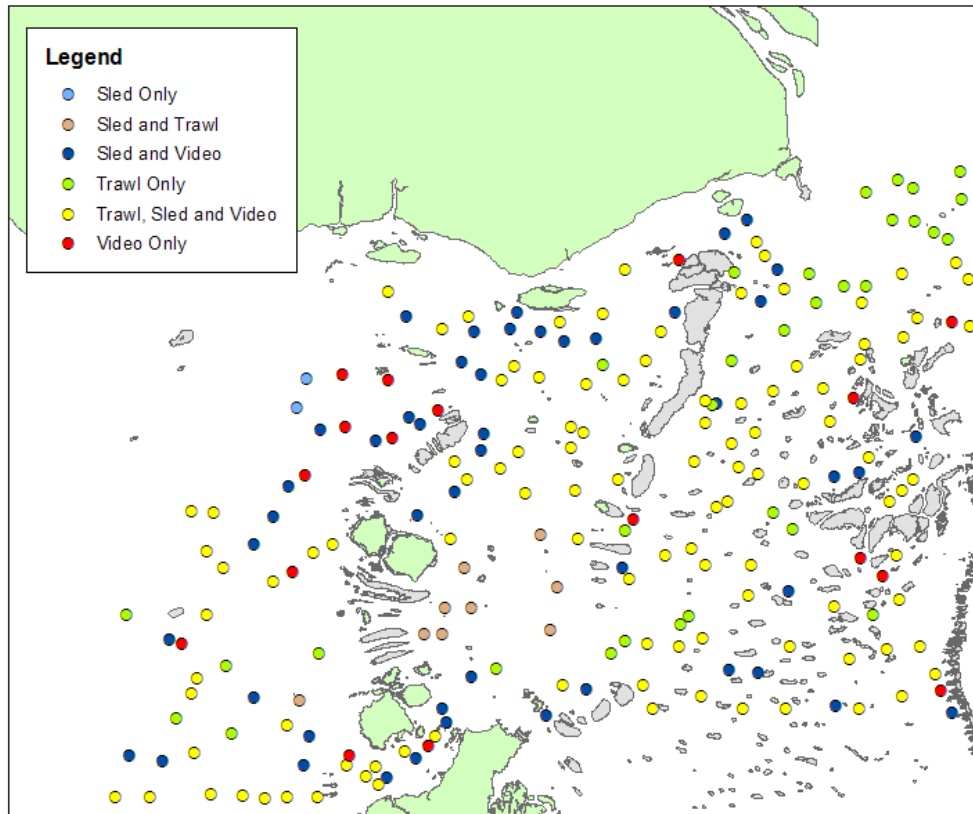 Legend
Sled Only
Sled and Trawl
Sled and Video
Trawl Only
Trawl, Sled and Video
Video Only